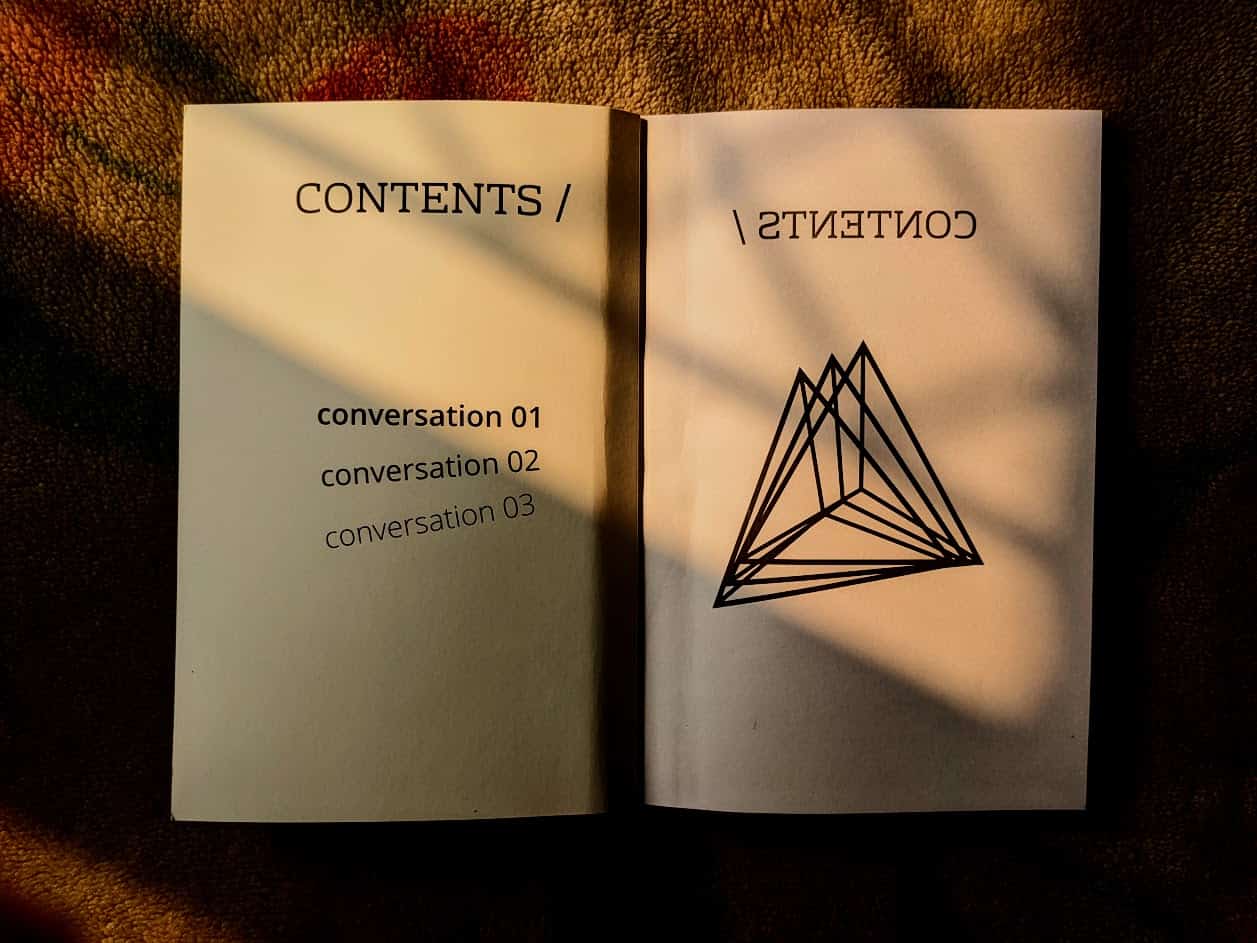 CONTENTS /
conversation 01
conversation 02
conversation 03
CONTENTS /